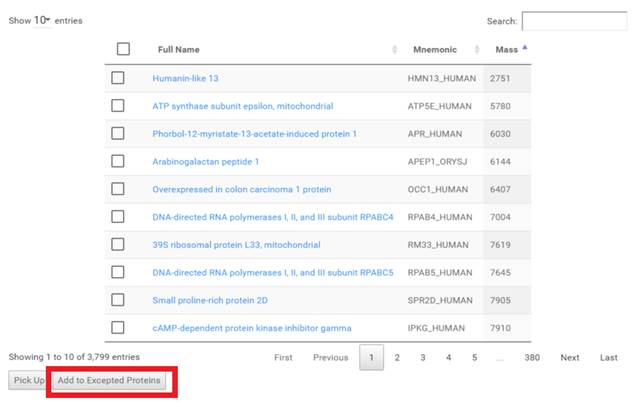 Show 10 entries Search:
Full Name Mnemonic Mass
Humanin-like 13 HMN13_HUMAN 2751
ATP synthase subunit epsilon, mitochondrial ATP5E_HUMAN 5780
Phorbol-12-myristate-13-acetate-induced protein 1 APR_HUMAN 6030
Arabinogalactan peptide 1 APEP1_ORYSJ 6144
Overexpressed in colon carcinoma 1 protein OCC1_HUMAN 6407
DNA-directed RNA polymerases I, II, and III subunit RPABC4 RPAB4_HUMAN 7004
39S ribosomal protein L33, mitochondrial RM33_HUMAN 7619
DNA-directed RNA polymerases I, II, and III subunit RPABC5 RPAB5_HUMAN 7645
Small proline-rich protein 2D SPR2D_HUMAN 7905
cAMP-dependent protein kinase inhibitor gamma IPKG_HUMAN 7910
Showing 1 to 10 of 3,799 entries First Previous 1 2 3 4 5 ... 380 Next Last
Pick Up Add to Excepted Proteins